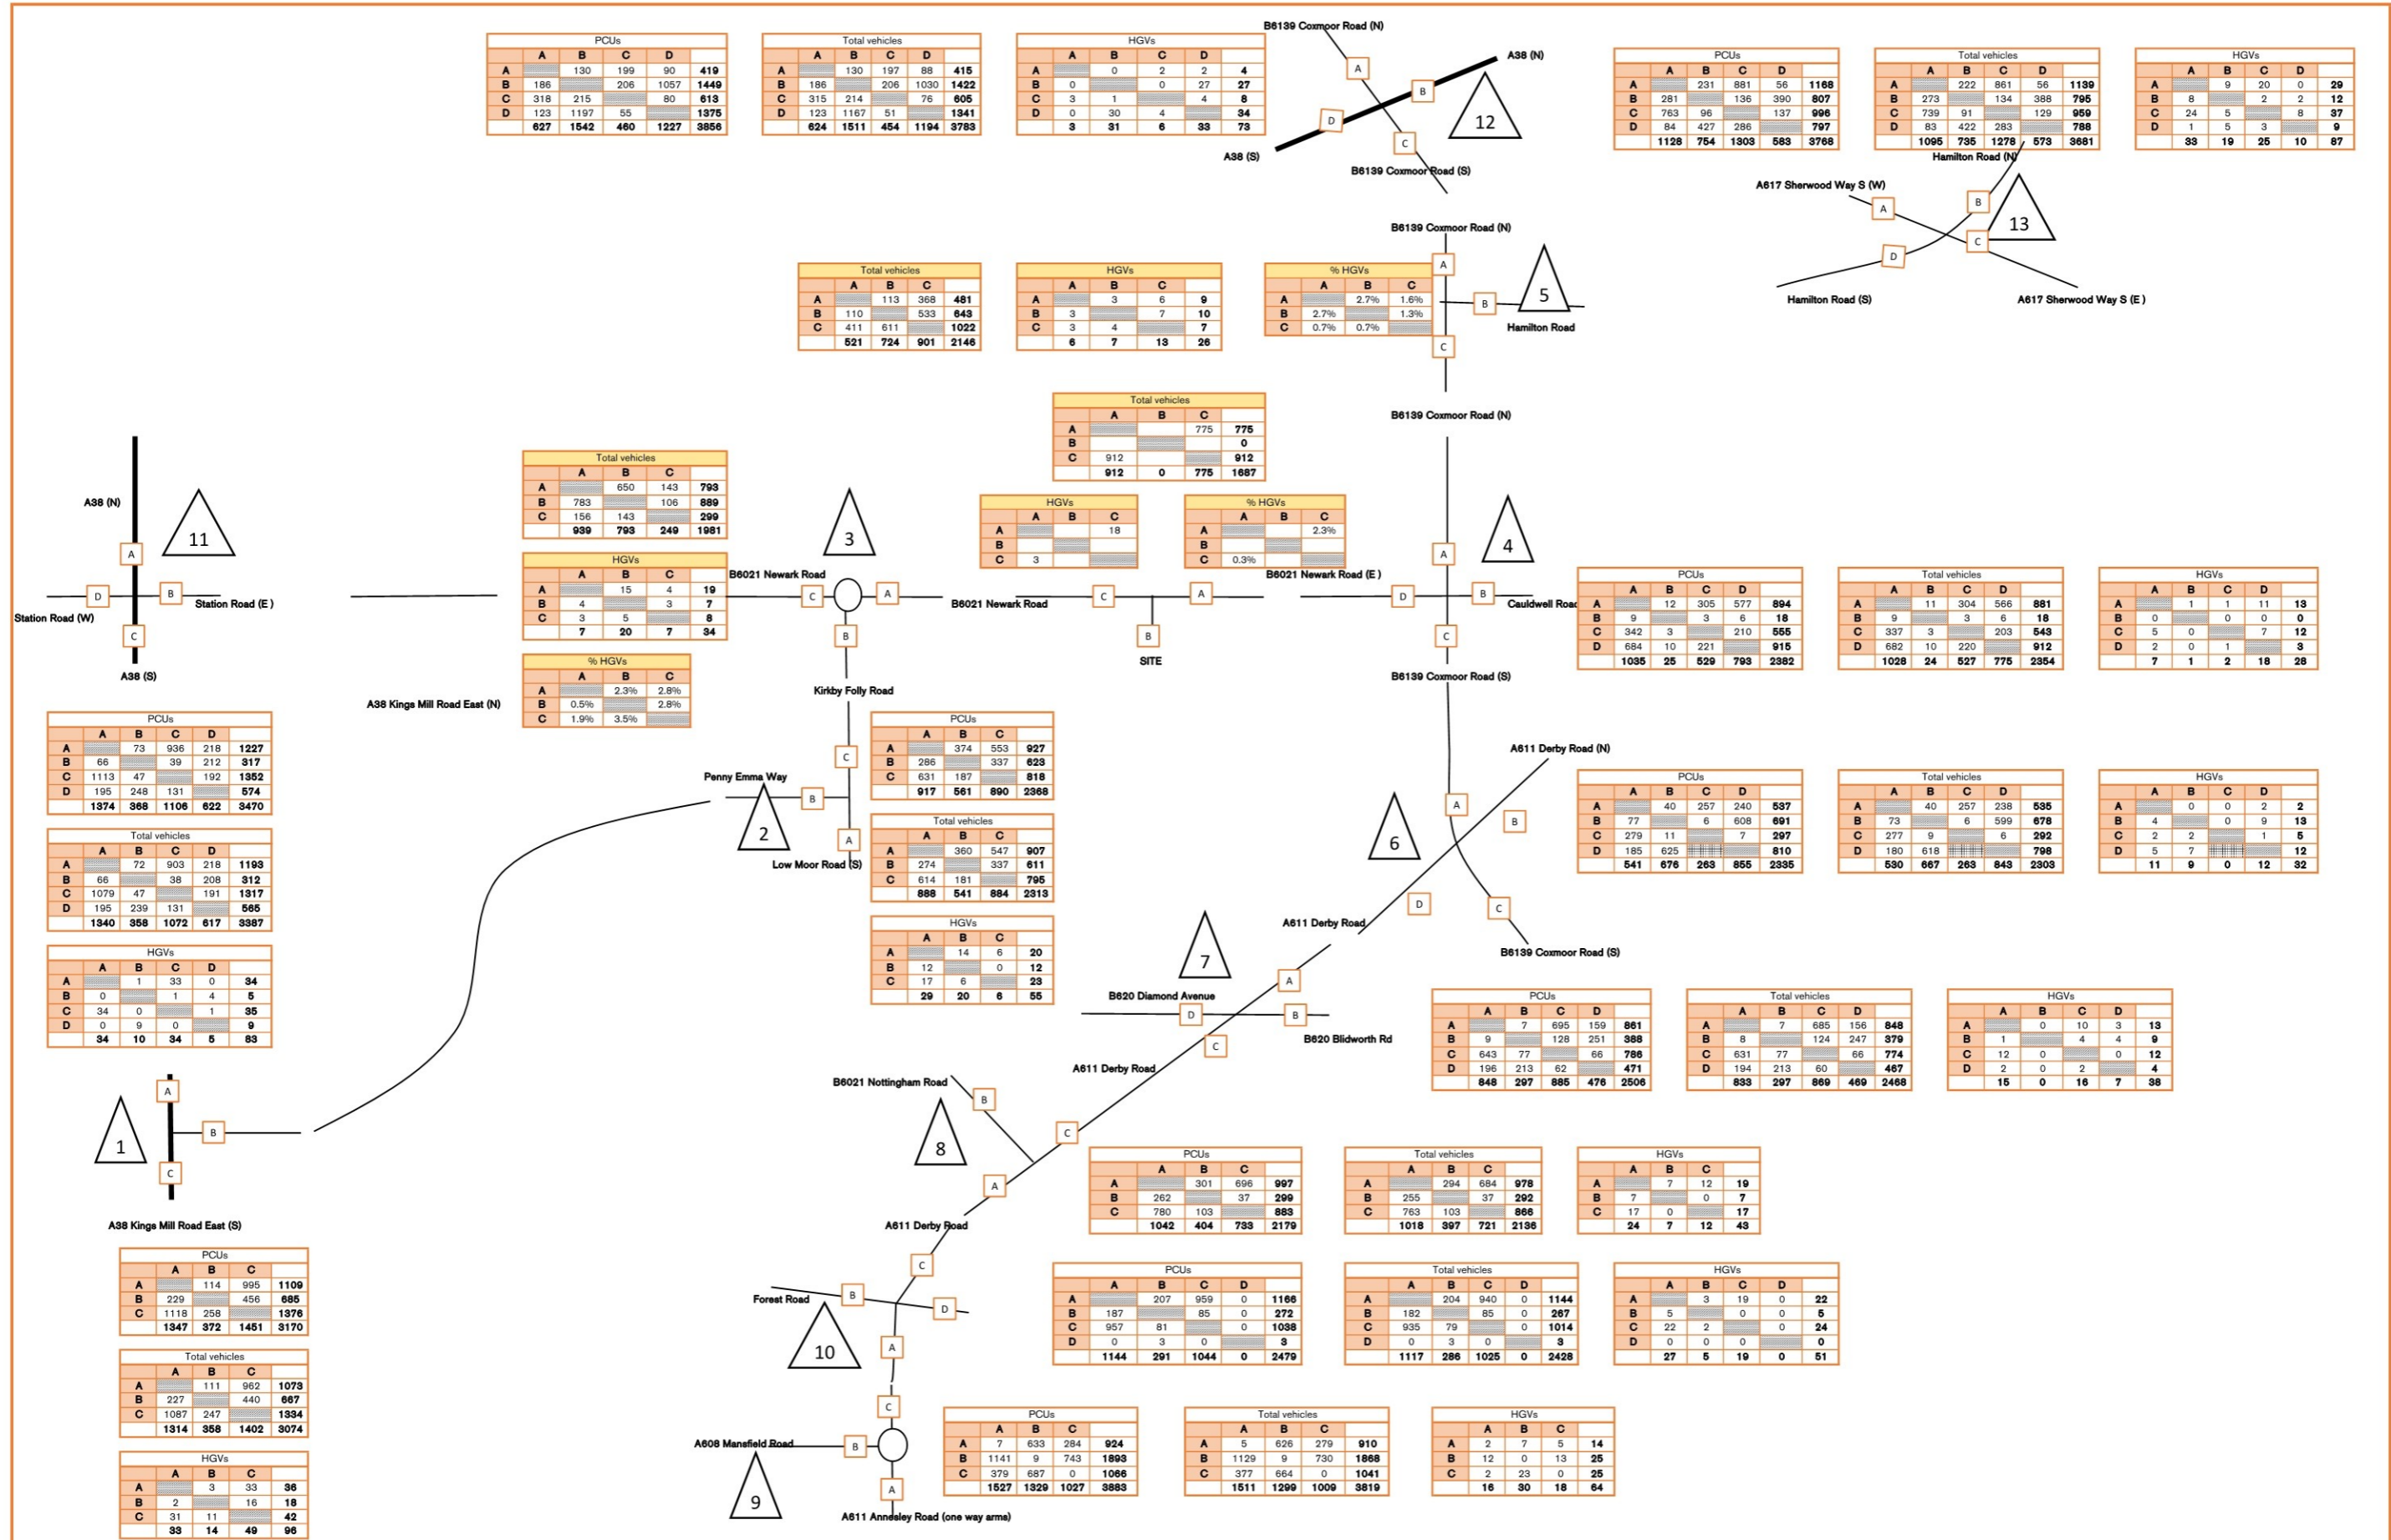 B6139 Coxmoor Road (N)
A38 (N)
A
B
D
C
12
A38 (S)
B6139 Coxmoor Road (S)
PCUs
A B C D
A 130 199 90 419
B 186 206 1057 1449
C 318 215 80 613
D 123 1197 55 1375
627 1542 460 1227 3856
Total vehicles
A B C D
A 130 197 88 415
B 186 206 1030 1422
C 315 214 76 605
D 123 1167 51 1341
624 1511 454 1194 3783
HGVs
A B C D
A 0 2 2 4
B 0 0 27 27
C 3 1 4 8
D 0 30 4 34
3 31 6 33 73
PCUs
A B C D
A 231 881 56 1168
B 281 136 390 807
C 763 96 137 996
D 84 427 286 797
1128 754 1303 583 3768
Total vehicles
A B C D
A 222 861 56 1139
B 273 134 388 795
C 739 91 129 959
D 83 422 283 788
1095 735 1278 573 3681
HGVs
A B C D
A 9 20 0 29
B 8 2 2 12
C 24 5 8 37
D 1 5 3 9
33 19 25 10 87
Hamilton Road (N)
A617 Sherwood Way S (W)
A
B
13
C
D
Hamilton Road (S)
A617 Sherwood Way S (E )
B6139 Coxmoor Road (N)
A
B
5
Hamilton Road
C
Total vehicles
A B C
A 113 368 481
B 110 533 643
C 411 611 1022
521 724 901 2146
HGVs
A B C
A 3 6 9
B 3 7 10
C 3 4 7
6 7 13 26
% HGVs
A B C
A 2.7% 1.6%
B 2.7% 1.3%
C 0.7% 0.7%
Total vehicles
A B C
A 775 775
B 0
C 912 912
912 0 775 1687
HGVs
A B C
A 18
B
C 3
% HGVs
A B C
A 2.3%
B
C 0.3%
B6139 Coxmoor Road (N)
A
4
B6021 Newark Road (E )
D
B
Cauldwell Road
C
B6139 Coxmoor Road (S)
PCUs
A B C D
A 12 305 577 894
B 9 3 6 18
C 342 3 210 555
D 684 10 221 915
1035 25 529 793 2382
Total vehicles
A B C D
A 11 304 566 881
B 9 3 6 18
C 337 3 203 543
D 682 10 220 912
1028 24 527 775 2354
HGVs
A B C D
A 1 1 11 13
B 0 0 0 0
C 5 0 7 12
D 2 0 1 3
7 1 2 18 28
A38 (N)
11
A
D
B
Station Road (E )
Station Road (W)
C
A38 (S)
PCUs
A B C D
A 73 936 218 1227
B 66 39 212 317
C 1113 47 192 1352
D 195 248 131 574
1374 368 1106 622 3470
Total vehicles
A B C D
A 72 903 218 1193
B 66 38 208 312
C 1079 47 191 1317
D 195 239 131 565
1340 358 1072 617 3387
HGVs
A B C D
A 1 33 0 34
B 0 1 4 5
C 34 0 1 35
D 0 9 0 9
34 10 34 5 83
Total vehicles
A B C
A 650 143 793
B 783 106 889
C 156 143 299
939 793 249 1981
HGVs
A B C
A 15 4 19
B 4 3 7
C 3 5 8
7 20 7 34
% HGVs
A B C
A 2.3% 2.8%
B 0.5% 2.8%
C 1.9% 3.5%
A38 Kings Mill Road East (N)
3
B6021 Newark Road
C
A
B
Kirkby Folly Road
B6021 Newark Road
C
A
B
SITE
C
Penny Emma Way
B
2
A
Low Moor Road (S)
PCUs
A B C
A 374 553 927
B 286 337 623
C 631 187 818
917 561 890 2368
Total vehicles
A B C
A 360 547 907
B 274 337 611
C 614 181 795
888 541 884 2313
HGVs
A B C
A 14 6 20
B 12 0 12
C 17 6 23
29 20 6 55
A611 Derby Road (N)
6
A
B
D
C
A611 Derby Road
B6139 Coxmoor Road (S)
PCUs
A B C D
A 40 257 240 537
B 77 6 608 691
C 279 11 7 297
D 185 625 810
541 676 263 855 2335
Total vehicles
A B C D
A 40 257 238 535
B 73 6 599 678
C 277 9 6 292
D 180 618 798
530 667 263 843 2303
HGVs
A B C D
A 0 0 2 2
B 4 0 9 13
C 2 2 1 5
D 5 7 12
11 9 0 12 32
7
A
B620 Diamond Avenue
D
B
B620 Blidworth Rd
C
A611 Derby Road
PCUs
A B C D
A 7 695 159 861
B 9 128 251 388
C 643 77 66 786
D 196 213 62 471
848 297 885 476 2506
Total vehicles
A B C D
A 7 685 156 848
B 8 124 247 379
C 631 77 66 774
D 194 213 60 467
833 297 869 469 2468
HGVs
A B C D
A 0 10 3 13
B 1 4 4 9
C 12 0 0 12
D 2 0 2 4
15 0 16 7 38
A
1
B
C
A38 Kings Mill Road East (S)
PCUs
A B C
A 114 995 1109
B 229 456 685
C 1118 258 1376
1347 372 1451 3170
Total vehicles
A B C
A 111 962 1073
B 227 440 667
C 1087 247 1334
1314 358 1402 3074
HGVs
A B C
A 3 33 36
B 2 16 18
C 31 11 42
33 14 49 96
B6021 Nottingham Road
B
8
C
A
A611 Derby Road
PCUs
A B C
A 301 696 997
B 262 37 299
C 780 103 883
1042 404 733 2179
Total vehicles
A B C
A 294 684 978
B 255 37 292
C 763 103 866
1018 397 721 2136
HGVs
A B C
A 7 12 19
B 7 0 7
C 17 0 17
24 7 12 43
C
Forest Road
B
D
10
A
PCUs
A B C D
A 207 959 0 1166
B 187 85 0 272
C 957 81 0 1038
D 0 3 0 3
1144 291 1044 0 2479
Total vehicles
A B C D
A 204 940 0 1144
B 182 85 0 267
C 935 79 0 1014
D 0 3 0 3
1117 286 1025 0 2428
HGVs
A B C D
A 3 19 0 22
B 5 0 0 5
C 22 2 0 24
D 0 0 0 0
27 5 19 0 51
C
A608 Mansfield Road
B
9
A
A611 Annesley Road (one way arms)
PCUs
A B C
A 7 633 284 924
B 1141 9 743 1893
C 379 687 0 1066
1527 1329 1027 3883
Total vehicles
A B C
A 5 626 279 910
B 1129 9 730 1868
C 377 664 0 1041
1511 1299 1009 3819
HGVs
A B C
A 2 7 5 14
B 12 0 13 25
C 2 23 0 25
16 30 18 64